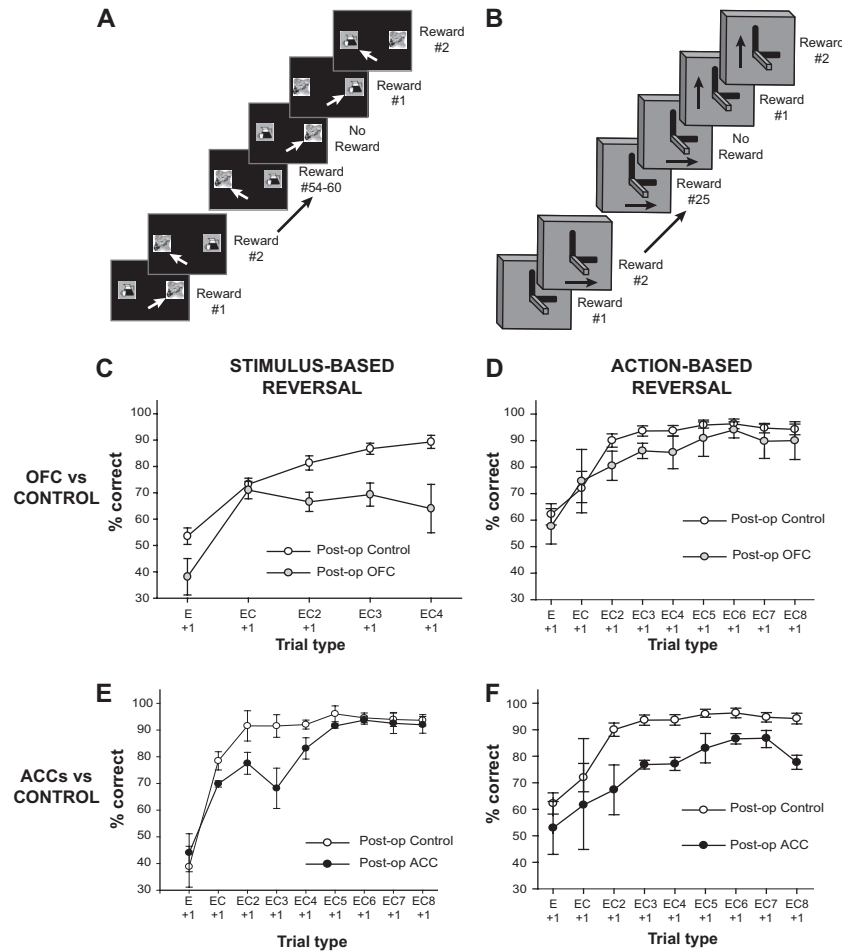 A
Reward
#2
Reward
#1
No
Reward
Reward
#54-60
Reward
#2
Reward
#1
B
Reward
#2
Reward
#1
No
Reward
Reward
#25
Reward
#2
Reward
#1
C
STIMULUS-BASED
REVERSAL
OFC vs
CONTROL
% correct
100
90
80
70
60
50
40
30
Post-op Control
Post-op OFC
E EC EC2 EC3 EC4
+1 +1 +1 +1 +1
Trial type
D
ACTION-BASED
REVERSAL
% correct
100
90
80
70
60
50
40
30
Post-op Control
Post-op OFC
E EC EC2 EC3 EC4 EC5 EC6 EC7 EC8
+1 +1 +1 +1 +1 +1 +1 +1 +1
Trial type
E
ACCs vs
CONTROL
% correct
100
90
80
70
60
50
40
30
Post-op Control
Post-op ACC
E EC EC2 EC3 EC4 EC5 EC6 EC7 EC8
+1 +1 +1 +1 +1 +1 +1 +1 +1
Trial type
F
% correct
100
90
80
70
60
50
40
30
Post-op Control
Post-op ACC
E EC EC2 EC3 EC4 EC5 EC6 EC7 EC8
+1 +1 +1 +1 +1 +1 +1 +1 +1
Trial type